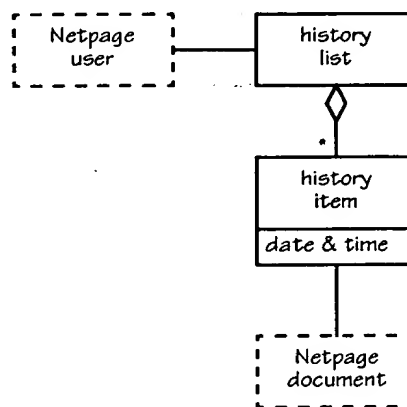 Netpage
user
history
list
*
history
item
date & time
Netpage
document